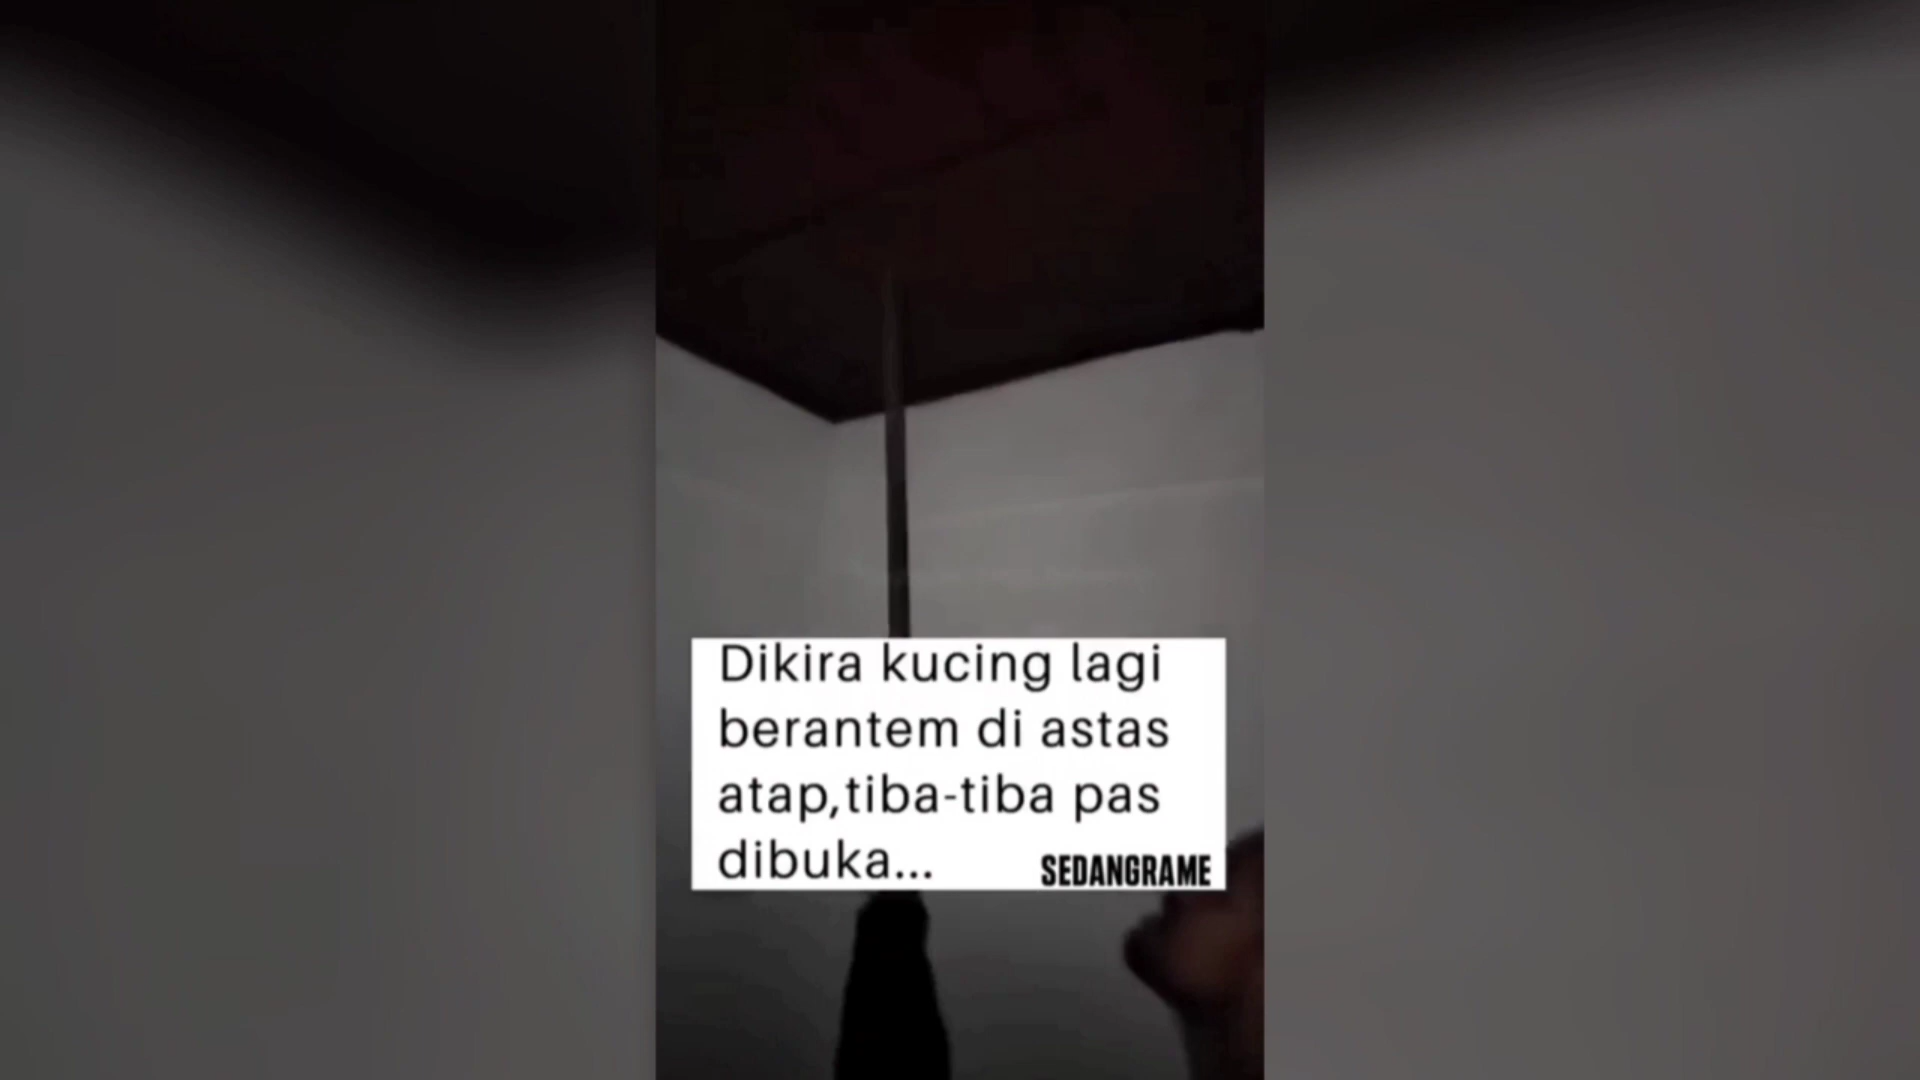 Dikira kucing lagi
berantem di astas
atap,tiba-tiba pas
dibuka...
SEDANGRAME